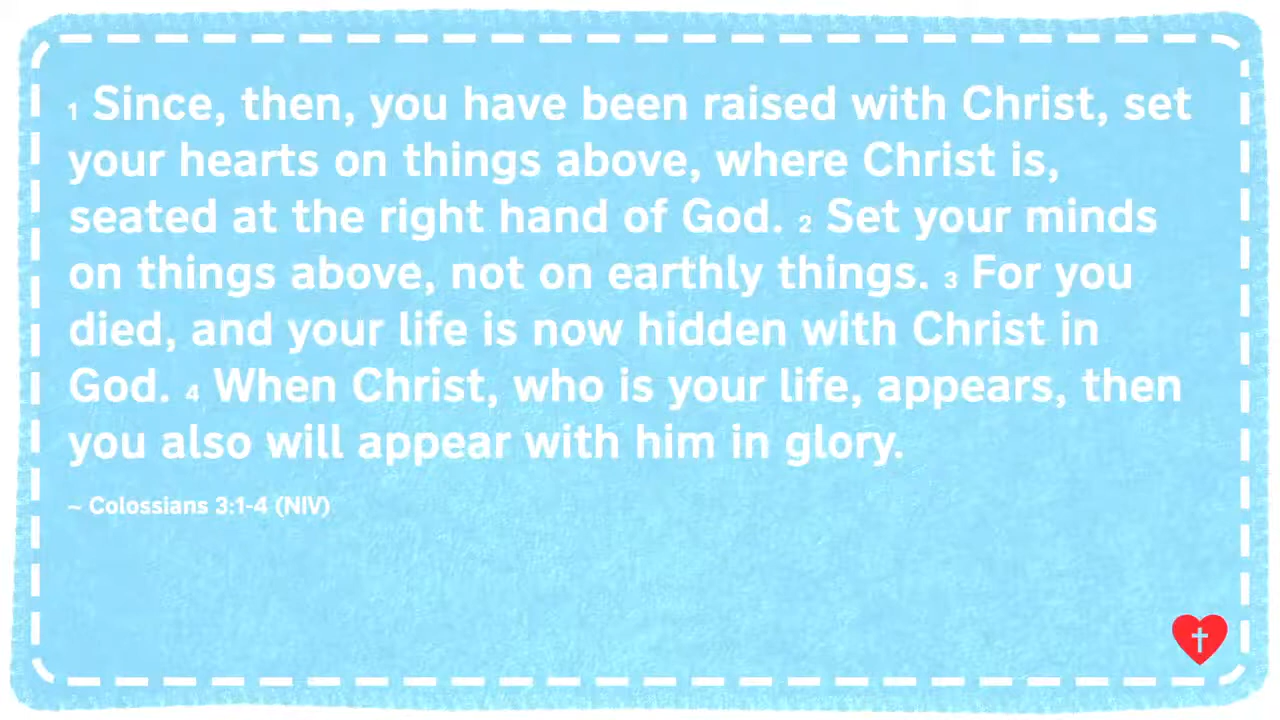 1 Since, then, you have been raised with Christ, set
your hearts on things above, where Christ is,
seated at the right hand of God. 2 Set your minds
on things above, not on earthly things. 3 For you
died, and your life is now hidden with Christ in
God. 4 When Christ, who is your life, appears, then
you also will appear with him in glory.
~ Colossians 3:1-4 (NIV)